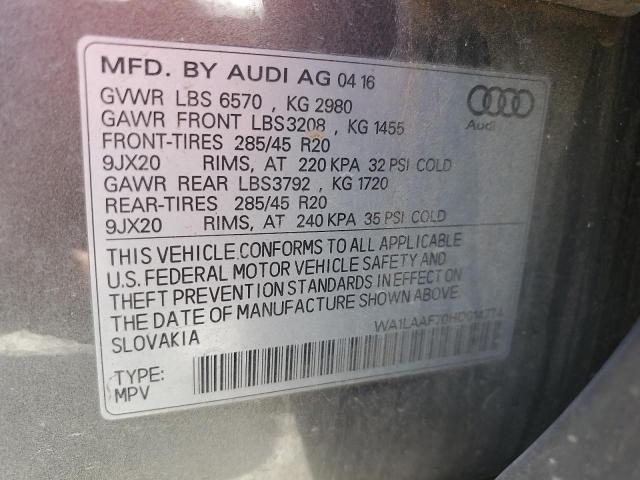 MFD. BY AUDI AG 04 16
GVWR LBS 6570 , KG 2980
GAWR FRONT LBS3208 , KG 1455
FRONT-TIRES 285/45 R20
9JX20 RIMS, AT 220 KPA 32 PSI COLD
GAWR REAR LBS3792 , KG 1720
REAR-TIRES 285/45 R20
9JX20 RIMS, AT 240 KPA 35 PSI COLD
Audi
THIS VEHICLE CONFORMS TO ALL APPLICABLE
U.S. FEDERAL MOTOR VEHICLE SAFETY AND
THEFT PREVENTION STANDARDS IN EFFECT ON
THE DATE OF MANUFACTURE SHOWN ABOVE
SLOVAKIA
TYPE:
MPV